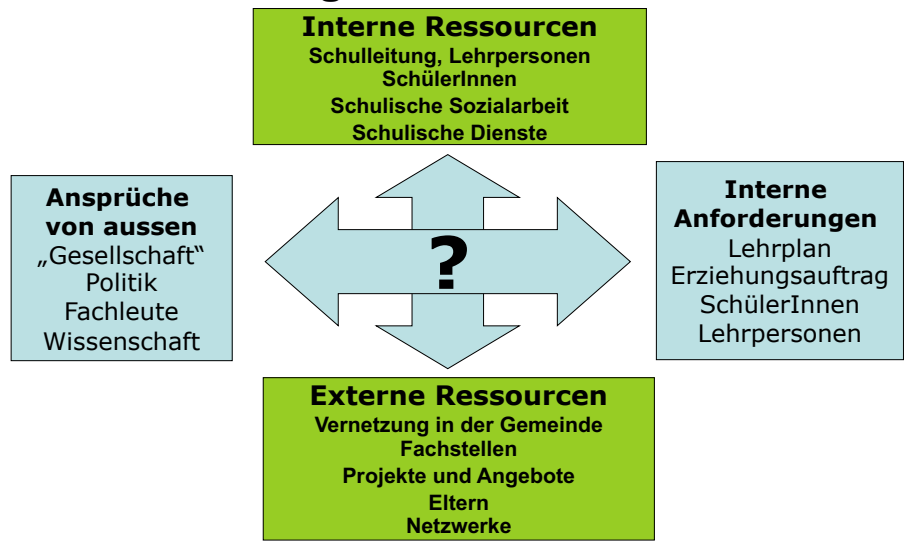 Interne Ressourcen
Schulleitung, Lehrpersonen
SchülerInnen
Schulische Sozialarbeit
Schulische Dienste
Ansprüche
von aussen
„Gesellschaft“
Politik
Fachleute
Wissenschaft
?
Interne
Anforderungen
Lehrplan
Erziehungsauftrag
SchülerInnen
Lehrpersonen
Externe Ressourcen
Vernetzung in der Gemeinde
Fachstellen
Projekte und Angebote
Eltern
Netzwerke